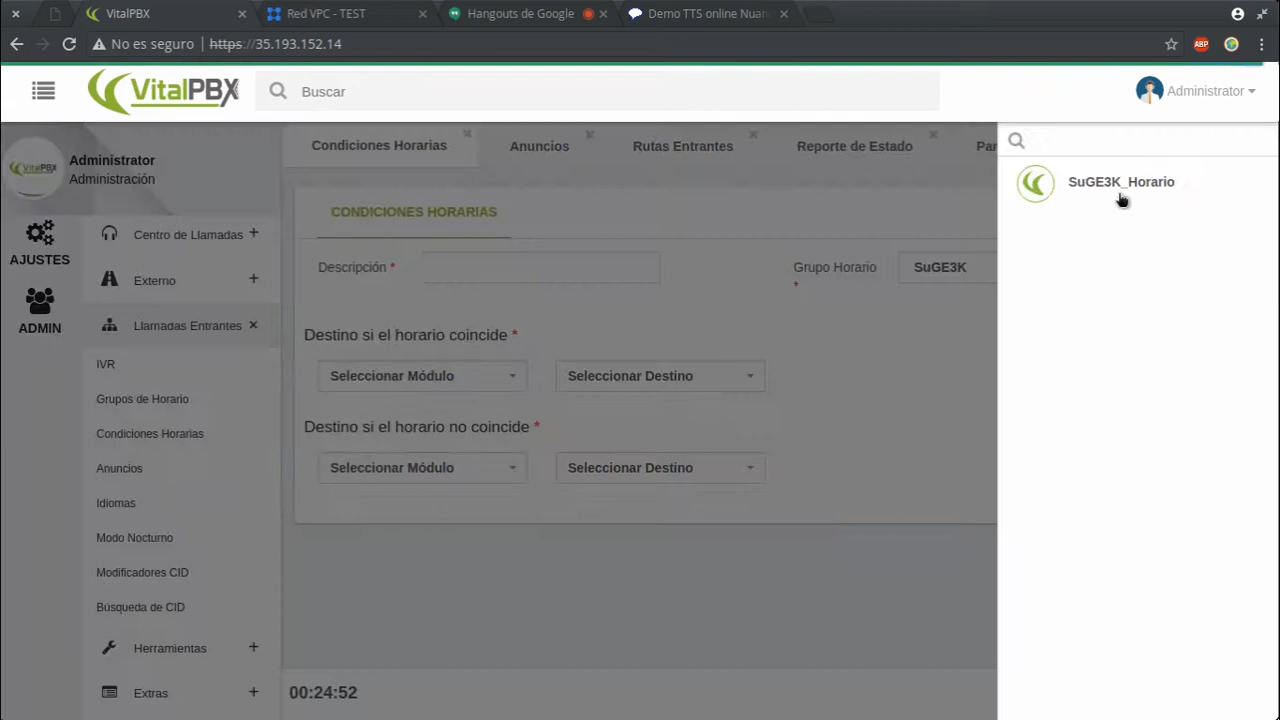 VitalPBX
Red VPC - TEST
Hangouts de Google
Demo TTS online Nuan
No es seguro
https://35.193.152.14
ABP
VitalPBX
Buscar
Administrator
VitalPBX
Administrator
Administración
AJUSTES
ADMIN
Centro de Llamadas
Externo
Llamadas Entrantes
IVR
Grupos de Horario
Condiciones Horarias
Anuncios
Idiomas
Modo Nocturno
Modificadores CID
Búsqueda de CID
Herramientas
Extras
Condiciones Horarias
Anuncios
Rutas Entrantes
Reporte de Estado
Par
CONDICIONES HORARIAS
Descripción *
Grupo Horario *
SuGE3K
Destino si el horario coincide *
Seleccionar Módulo
Seleccionar Destino
Destino si el horario no coincide *
Seleccionar Módulo
Seleccionar Destino
00:24:52
SuGE3K_Horario